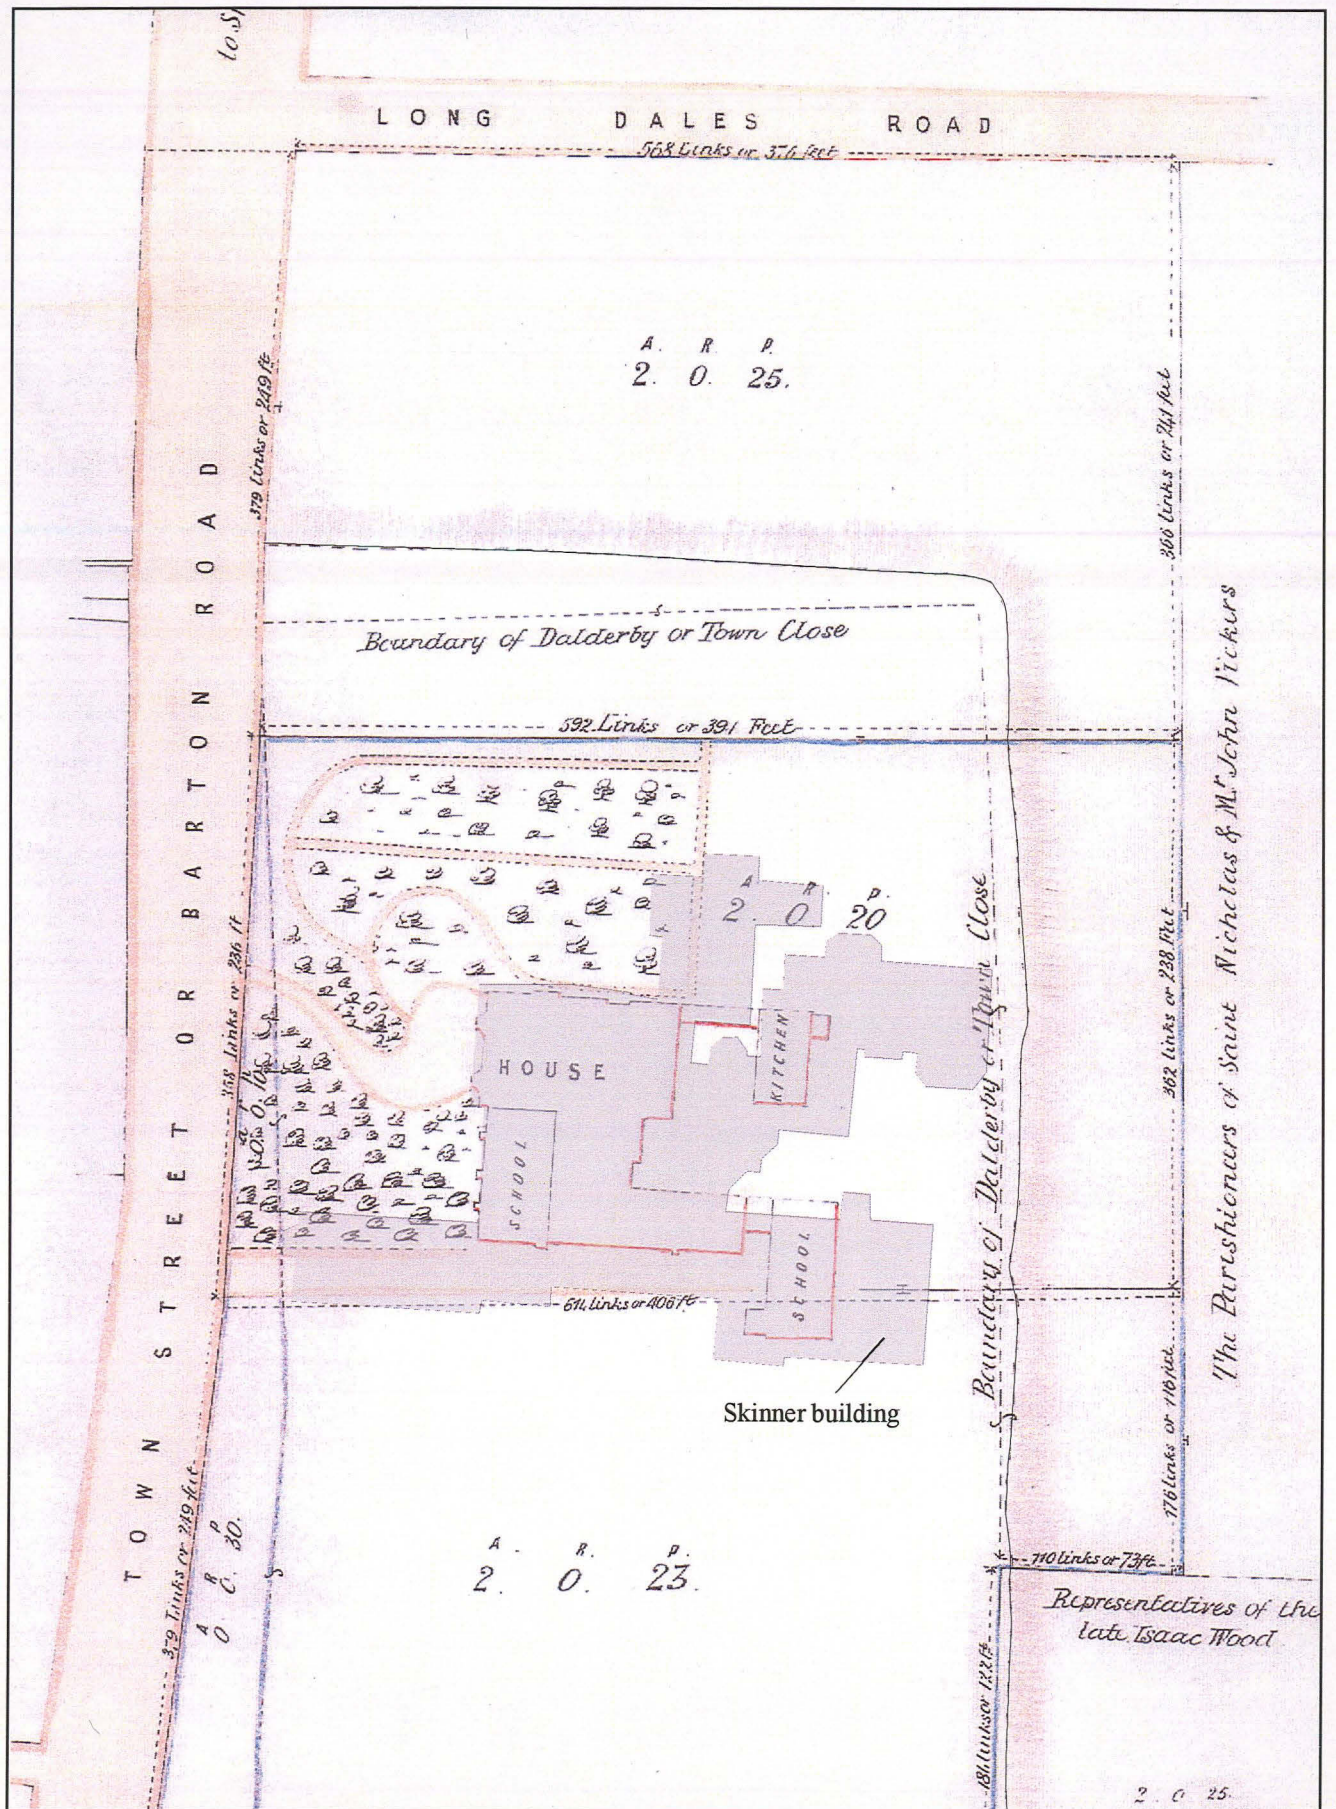 to S
LONG DALES ROAD
568 Links or 376 feet
A. R. P.
2. 0. 25.
379 links or 249 ft
366 links or 241 feet
Boundary of Dalderby or Town Close
592 Links or 391 Feet
TOWN STREET OR BARTON ROAD
The Parishioners of Saint Nicholas & Mr. John Vickers
A R. P.
2. 0 20
358 links or 236 ft
362 links or 238 Feet
Boundary of Dalderby or Town Close
HOUSE
KITCHEN
SCHOOL
SCHOOL
614 links or 406 ft
Skinner building
176 links or 116 feet
379 Links or 249 feet
A R P
0 0. 30.
A. R. P.
2. 0. 23.
110 links or 73 ft
Representatives of the
late Isaac Wood
184 links or 122 ft
2. 0 25.